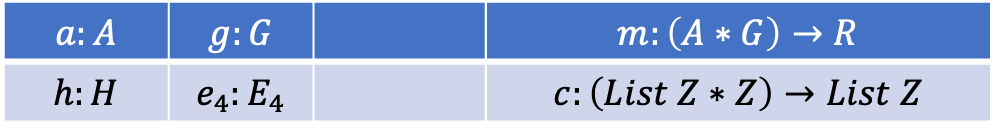 a: A g: G m: (A * G) → R
h: H e₄: E₄ c: (List Z * Z) → List Z